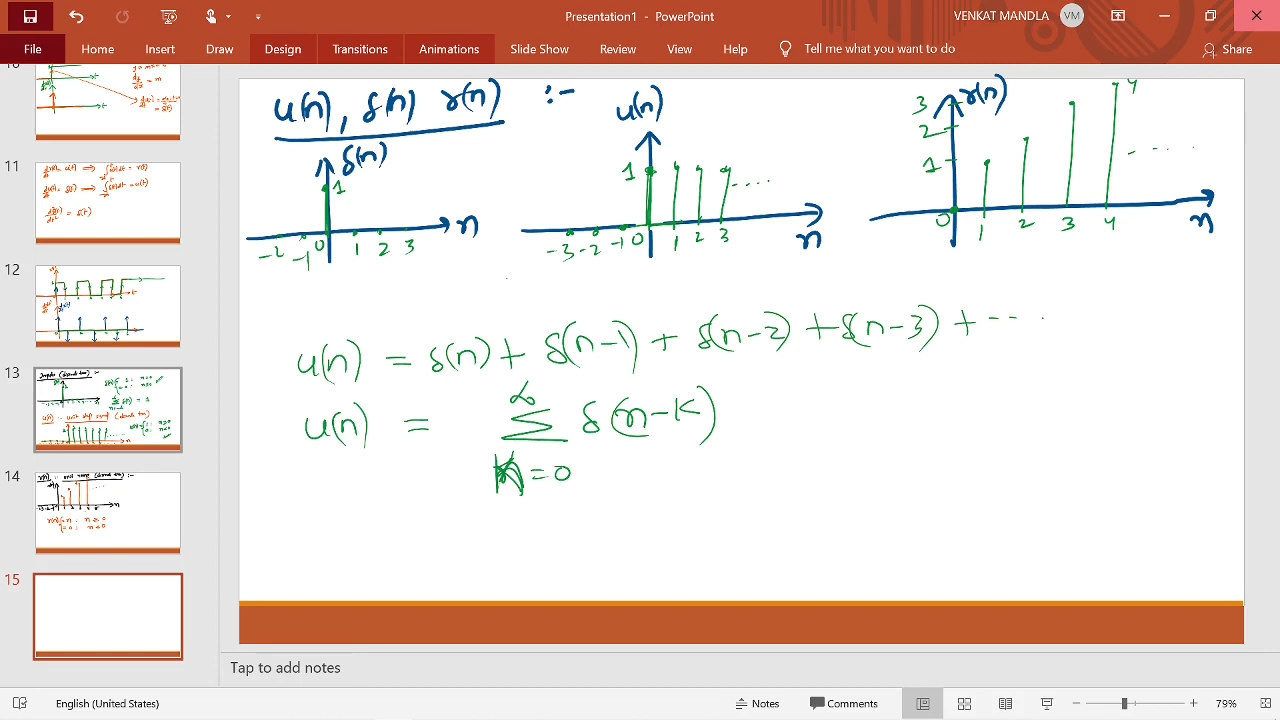 Presentation1 - PowerPoint
VENKAT MANDLA VM
File Home Insert Draw Design Transitions Animations Slide Show Review View Help Tell me what you want to do Share
11
12
13
14
15
u(n), δ(n) r(n) :-
δ(n)
1
-2 -1 0 1 2 3 n
u(n)
1
-3 -2 -1 0 1 2 3 n
r(n)
4
3
2
1
0 1 2 3 4 n
u(n) = δ(n) + δ(n-1) + δ(n-2) + δ(n-3) + ....
u(n) = ∞ Σ K=0 δ(n-K)
Tap to add notes
English (United States) Notes Comments 79%